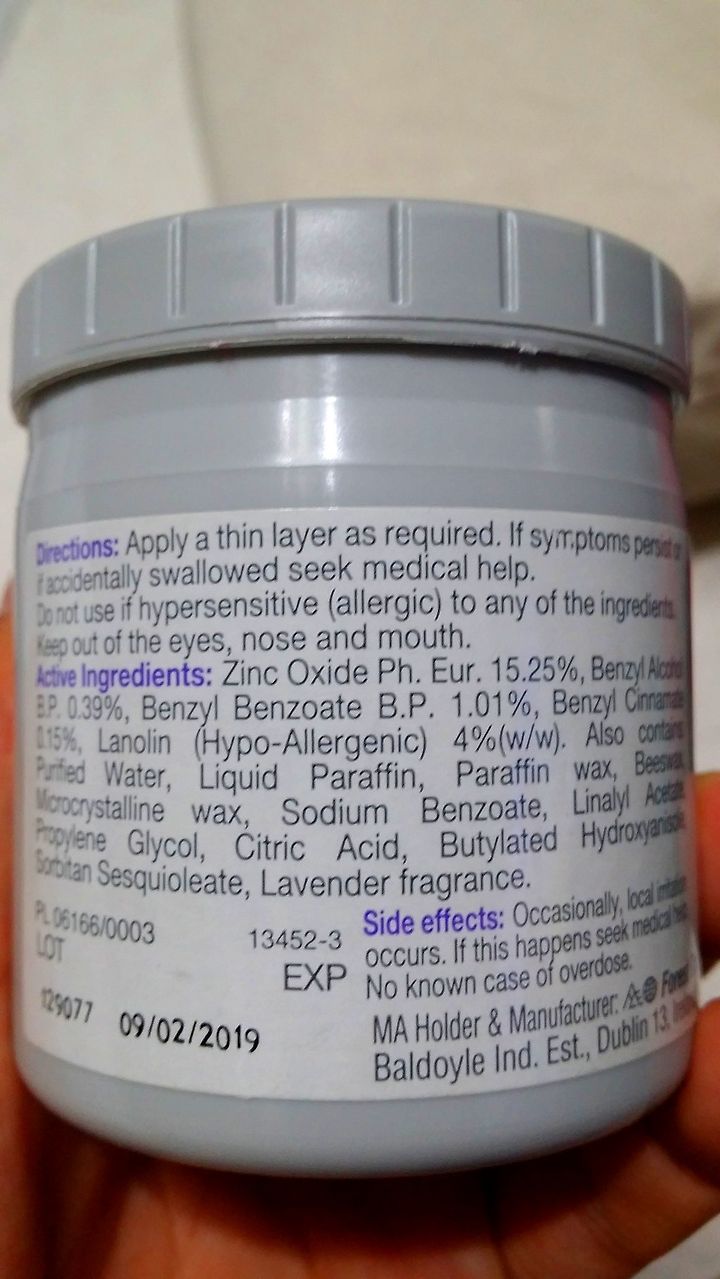 Directions: Apply a thin layer as required. If symptoms persist or
if accidentally swallowed seek medical help.
Do not use if hypersensitive (allergic) to any of the ingredients.
Keep out of the eyes, nose and mouth.
Active Ingredients: Zinc Oxide Ph. Eur. 15.25%, Benzyl Alcohol
B.P. 0.39%, Benzyl Benzoate B.P. 1.01%, Benzyl Cinnamate
0.15%, Lanolin (Hypo-Allergenic) 4%(w/w). Also contains
Purified Water, Liquid Paraffin, Paraffin wax, Beeswax,
Microcrystalline wax, Sodium Benzoate, Linalyl Acetate,
Propylene Glycol, Citric Acid, Butylated Hydroxyanisole,
Sorbitan Sesquioleate, Lavender fragrance.
PL 06166/0003
LOT
129077
13452-3
EXP
09/02/2019
Side effects: Occasionally, local irritation
occurs. If this happens seek medical help.
No known case of overdose.
MA Holder & Manufacturer: Forest
Baldoyle Ind. Est., Dublin 13,